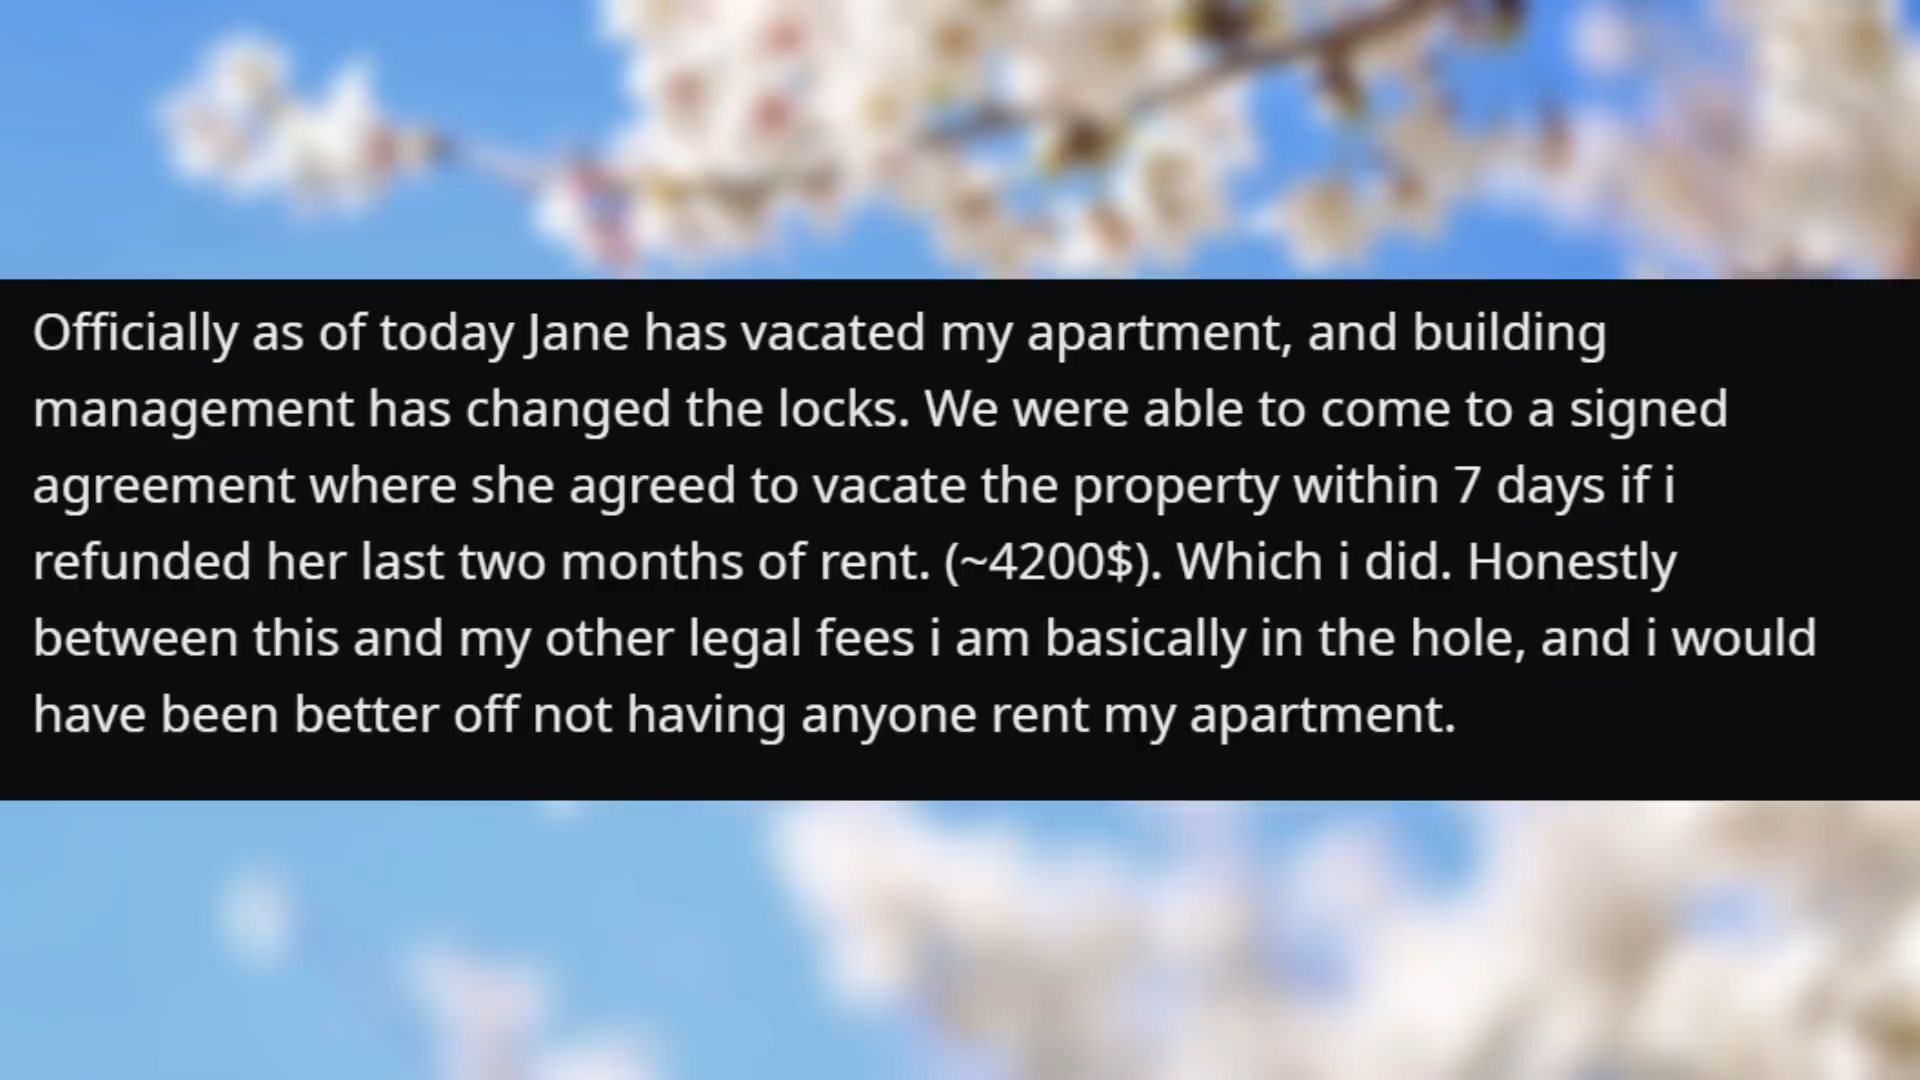 Officially as of today Jane has vacated my apartment, and building
management has changed the locks. We were able to come to a signed
agreement where she agreed to vacate the property within 7 days if i
refunded her last two months of rent. (~4200$). Which i did. Honestly
between this and my other legal fees i am basically in the hole, and i would
have been better off not having anyone rent my apartment.